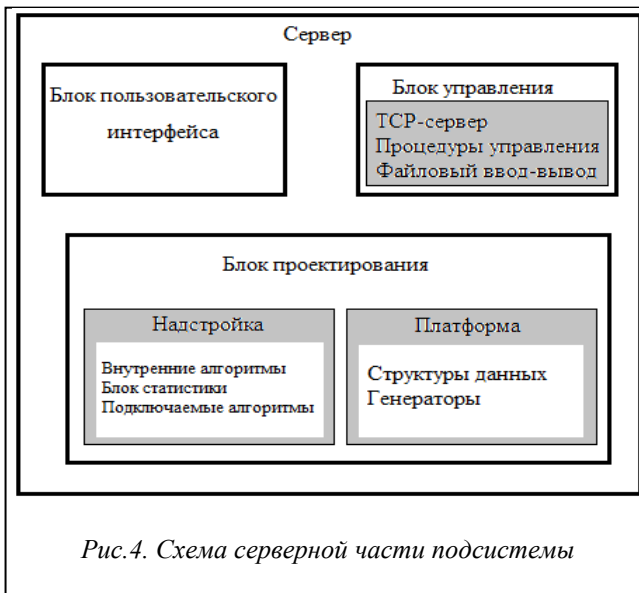 Сервер
Блок пользовательского
интерфейса
Блок управления
TCP-сервер
Процедуры управления
Файловый ввод-вывод
Блок проектирования
Надстройка
Внутренние алгоритмы
Блок статистики
Подключаемые алгоритмы
Платформа
Структуры данных
Генераторы
Рис.4. Схема серверной части подсистемы